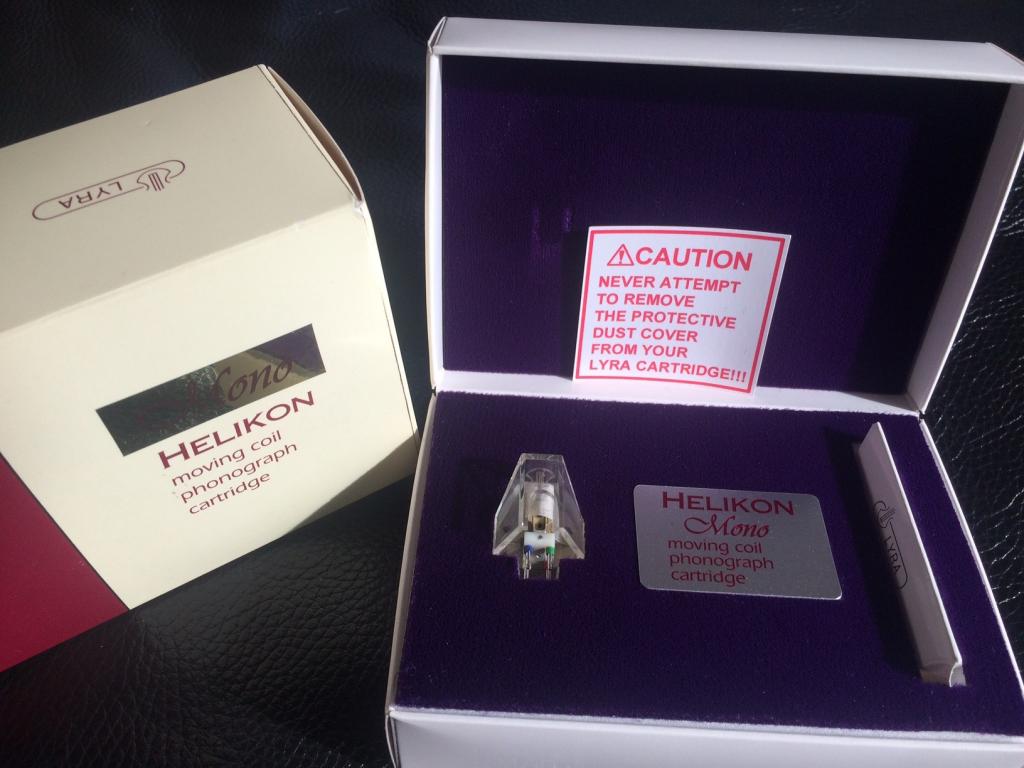 LYRA
Mono
HELIKON
moving coil
phonograph
cartridge
CAUTION
NEVER ATTEMPT
TO REMOVE
THE PROTECTIVE
DUST COVER
FROM YOUR
LYRA CARTRIDGE!!!
HELIKON
Mono
moving coil
phonograph
cartridge
LYRA